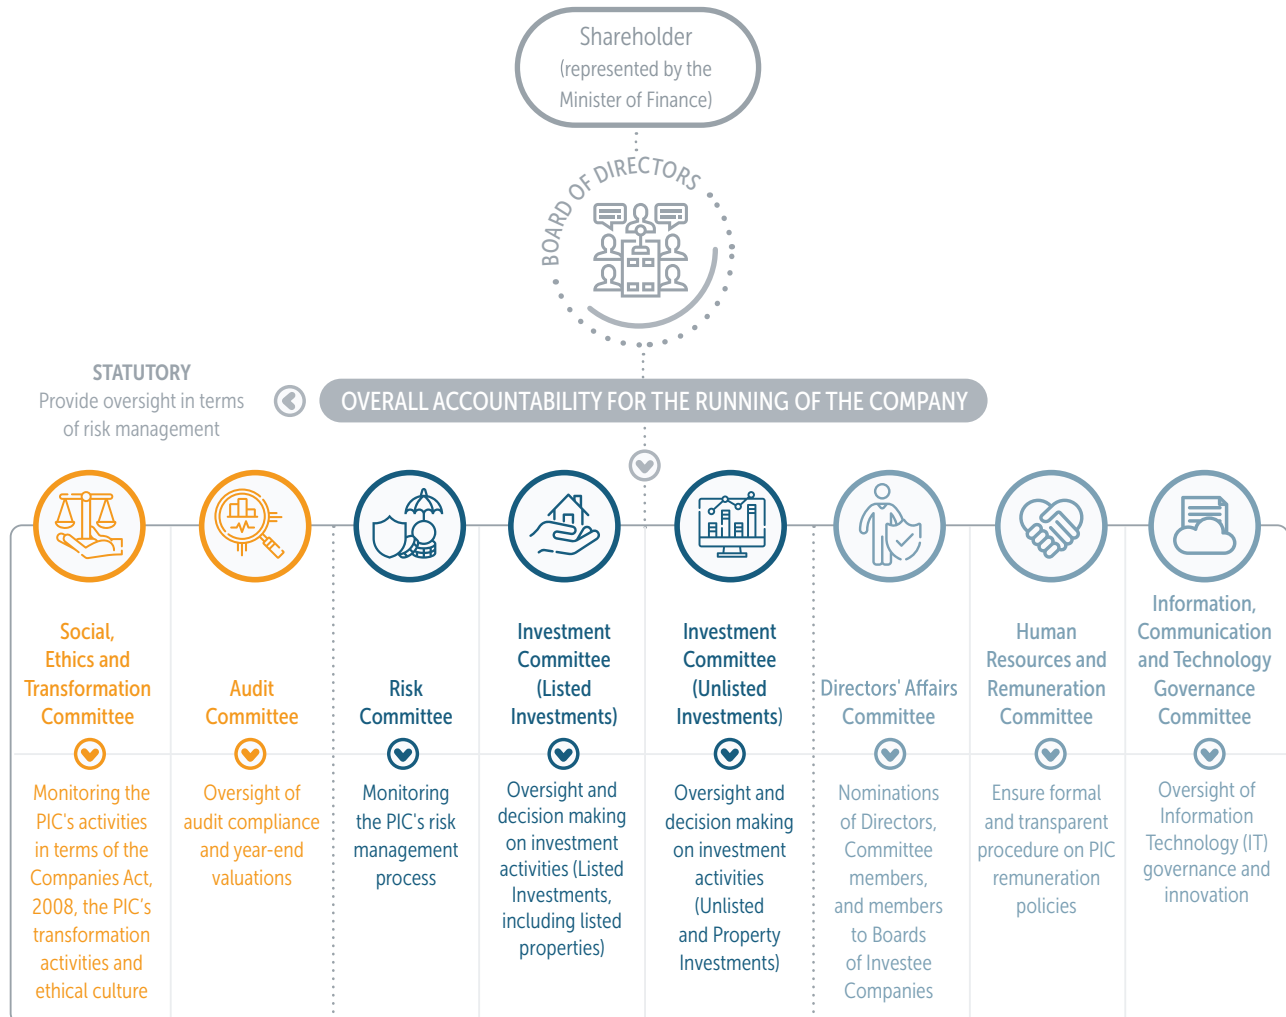 Shareholder
(represented by the
Minister of Finance)
BOARD OF DIRECTORS
STATUTORY
Provide oversight in terms
of risk management
OVERALL ACCOUNTABILITY FOR THE RUNNING OF THE COMPANY
Social,
Ethics and
Transformation
Committee
Monitoring the
PIC's activities
in terms of the
Companies Act,
2008, the PIC's
transformation
activities and
ethical culture
Audit
Committee
Oversight of
audit compliance
and year-end
valuations
Risk
Committee
Monitoring
the PIC's risk
management
process
Investment
Committee
(Listed
Investments)
Oversight and
decision making
on investment
activities (Listed
Investments,
including listed
properties)
Investment
Committee
(Unlisted
Investments)
Oversight and
decision making
on investment
activities
(Unlisted
and Property
Investments)
Directors' Affairs
Committee
Nominations
of Directors,
Committee
members,
and members
to Boards
of Investee
Companies
Human
Resources and
Remuneration
Committee
Ensure formal
and transparent
procedure on PIC
remuneration
policies
Information,
Communication
and Technology
Governance
Committee
Oversight of
Information
Technology (IT)
governance and
innovation